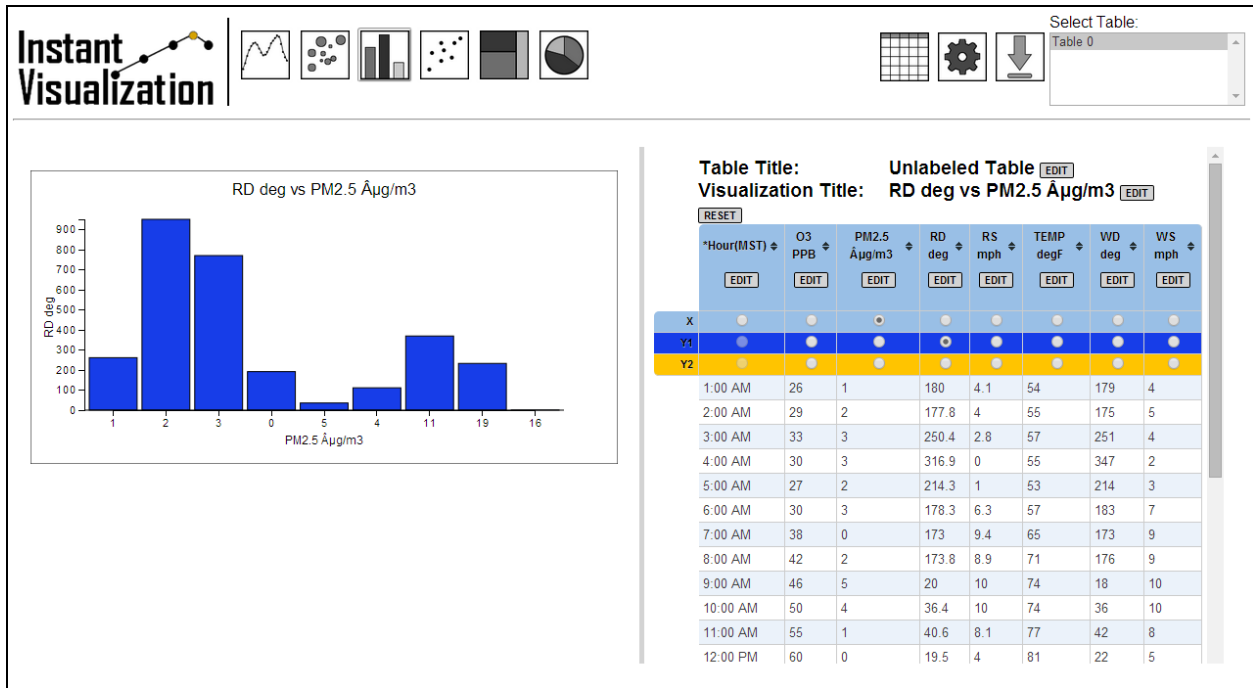 Instant
Visualization
Select Table:
Table 0
RD deg vs PM2.5 Âµg/m3
900
800
700
600
500
400
300
200
100
0
RD deg
1 2 3 0 5 4 11 19 16
PM2.5 Âµg/m3
Table Title: Unlabeled Table EDIT
Visualization Title: RD deg vs PM2.5 Âµg/m3 EDIT
RESET
*Hour(MST) O3 PPB PM2.5 Âµg/m3 RD deg RS mph TEMP degF WD deg WS mph
EDIT EDIT EDIT EDIT EDIT EDIT EDIT EDIT
X
Y1
Y2
1:00 AM 26 1 180 4.1 54 179 4
2:00 AM 29 2 177.8 4 55 175 5
3:00 AM 33 3 250.4 2.8 57 251 4
4:00 AM 30 3 316.9 0 55 347 2
5:00 AM 27 2 214.3 1 53 214 3
6:00 AM 30 3 178.3 6.3 57 183 7
7:00 AM 38 0 173 9.4 65 173 9
8:00 AM 42 2 173.8 8.9 71 176 9
9:00 AM 46 5 20 10 74 18 10
10:00 AM 50 4 36.4 10 74 36 10
11:00 AM 55 1 40.6 8.1 77 42 8
12:00 PM 60 0 19.5 4 81 22 5